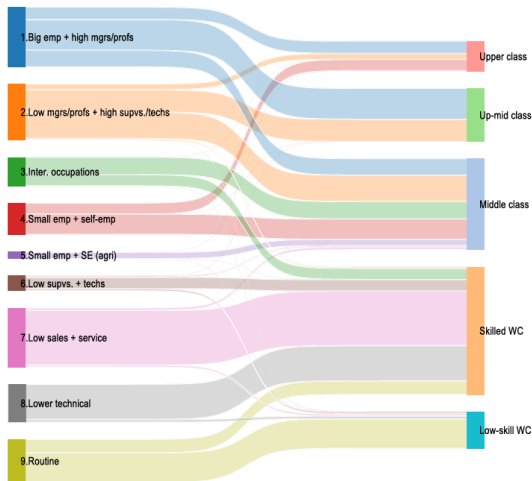 1.Big emp + high mgrs/profs
2.Low mgrs/profs + high supvs./techs
3.Inter. occupations
4.Small emp + self-emp
5.Small emp + SE (agri)
6.Low supvs. + techs
7.Low sales + service
8.Lower technical
9.Routine
Upper class
Up-mid class
Middle class
Skilled WC
Low-skill WC